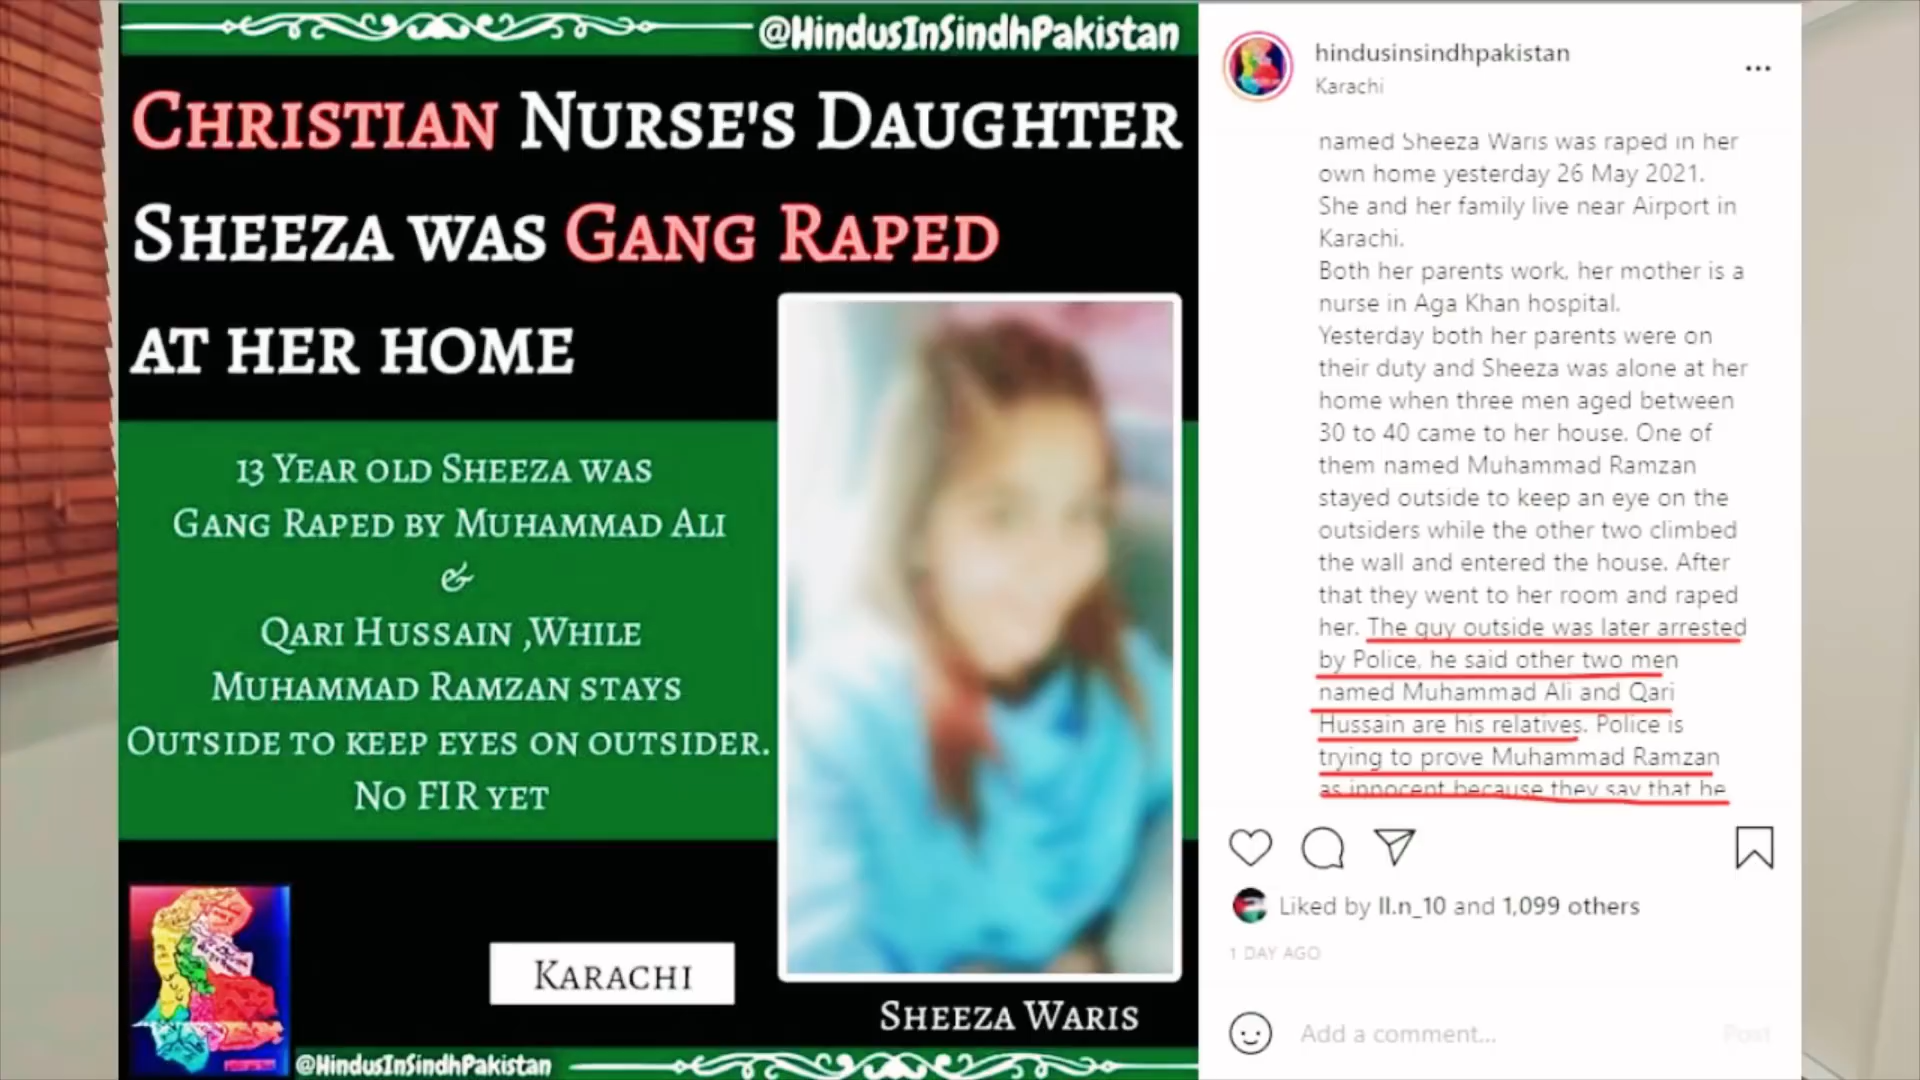 @HindusInSindhPakistan
Christian Nurse's Daughter
Sheeza was Gang Raped
at her home
13 Year old Sheeza was
Gang Raped by Muhammad Ali
&
Qari Hussain ,While
Muhammad Ramzan stays
Outside to keep eyes on outsider.
No FIR yet
Karachi
Sheeza Waris
@HindusInSindhPakistan
hindusinsindhpakistan
Karachi
named Sheeza Waris was raped in her
own home yesterday 26 May 2021.
She and her family live near Airport in
Karachi.
Both her parents work, her mother is a
nurse in Aga Khan hospital.
Yesterday both her parents were on
their duty and Sheeza was alone at her
home when three men aged between
30 to 40 came to her house. One of
them named Muhammad Ramzan
stayed outside to keep an eye on the
outsiders while the other two climbed
the wall and entered the house. After
that they went to her room and raped
her. The guy outside was later arrested
by Police, he said other two men
named Muhammad Ali and Qari
Hussain are his relatives. Police is
trying to prove Muhammad Ramzan
as innocent because they say that he
Liked by ll.n_10 and 1,099 others
1 DAY AGO
Add a comment...
Post